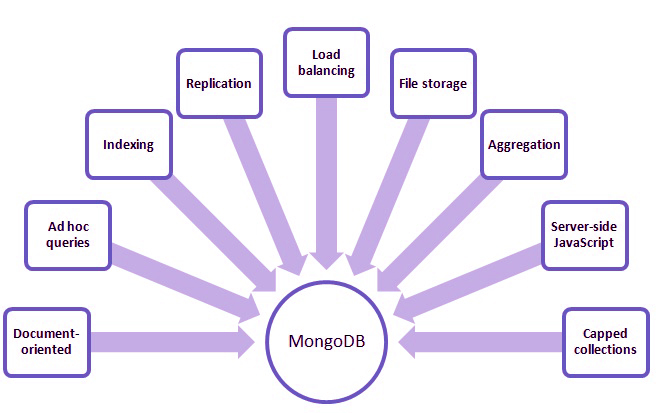 Load
balancing
Replication
File storage
Indexing
Aggregation
Ad hoc
queries
Server-side
JavaScript
Document-
oriented
MongoDB
Capped
collections